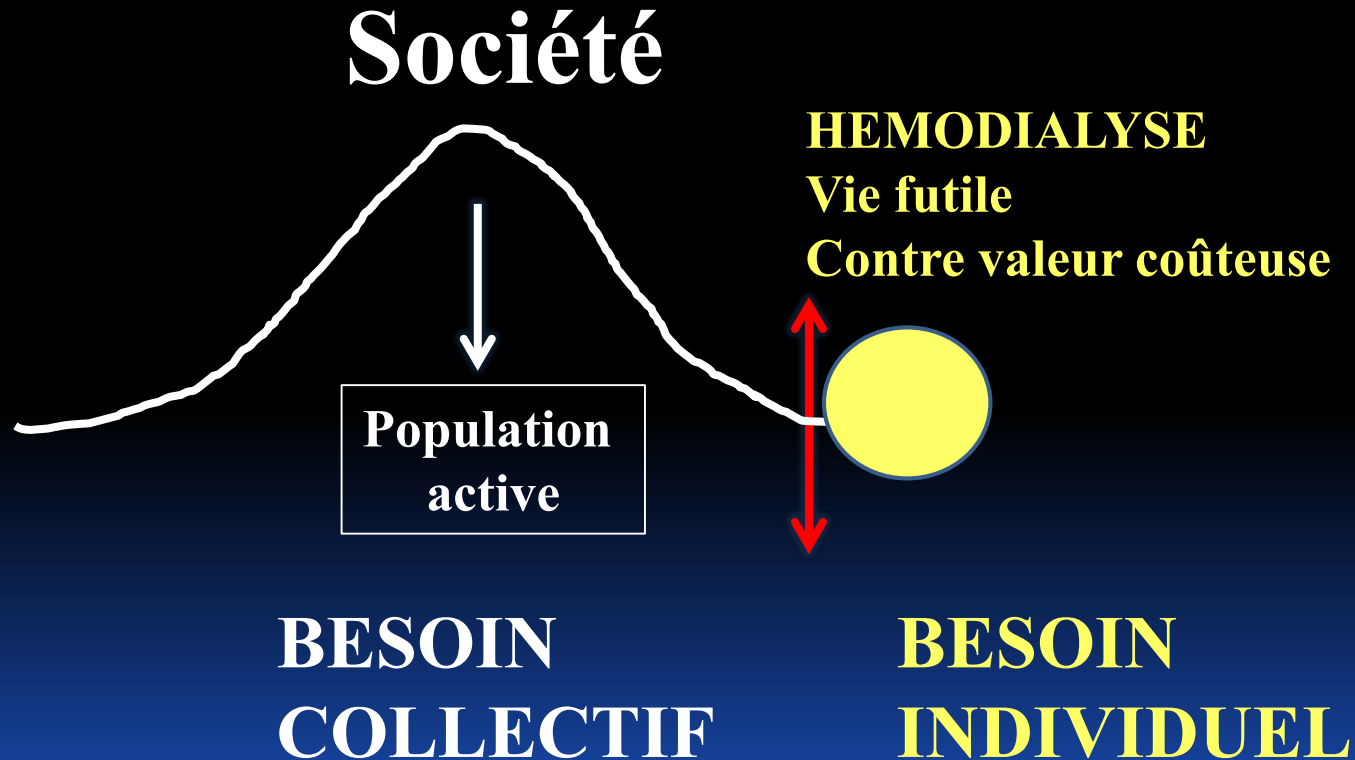 Société
HEMODIALYSE
Vie futile
Contre valeur coûteuse
Population
active
BESOIN
COLLECTIF
BESOIN
INDIVIDUEL